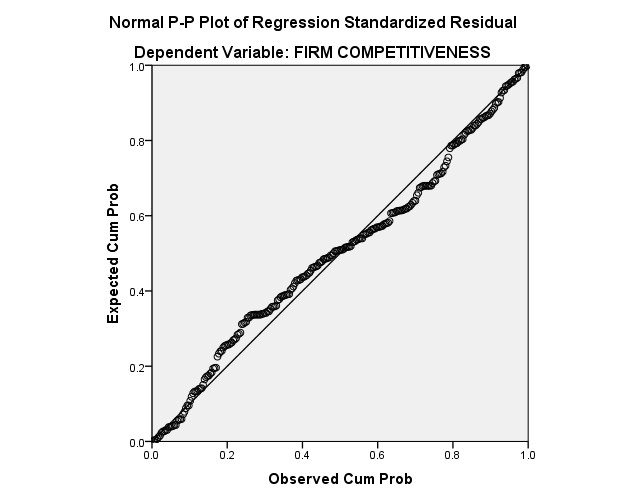 Normal P-P Plot of Regression Standardized Residual
Dependent Variable: FIRM COMPETITIVENESS
1.0
0.8
0.6
0.4
0.2
0.0
Expected Cum Prob
0.0 0.2 0.4 0.6 0.8 1.0
Observed Cum Prob